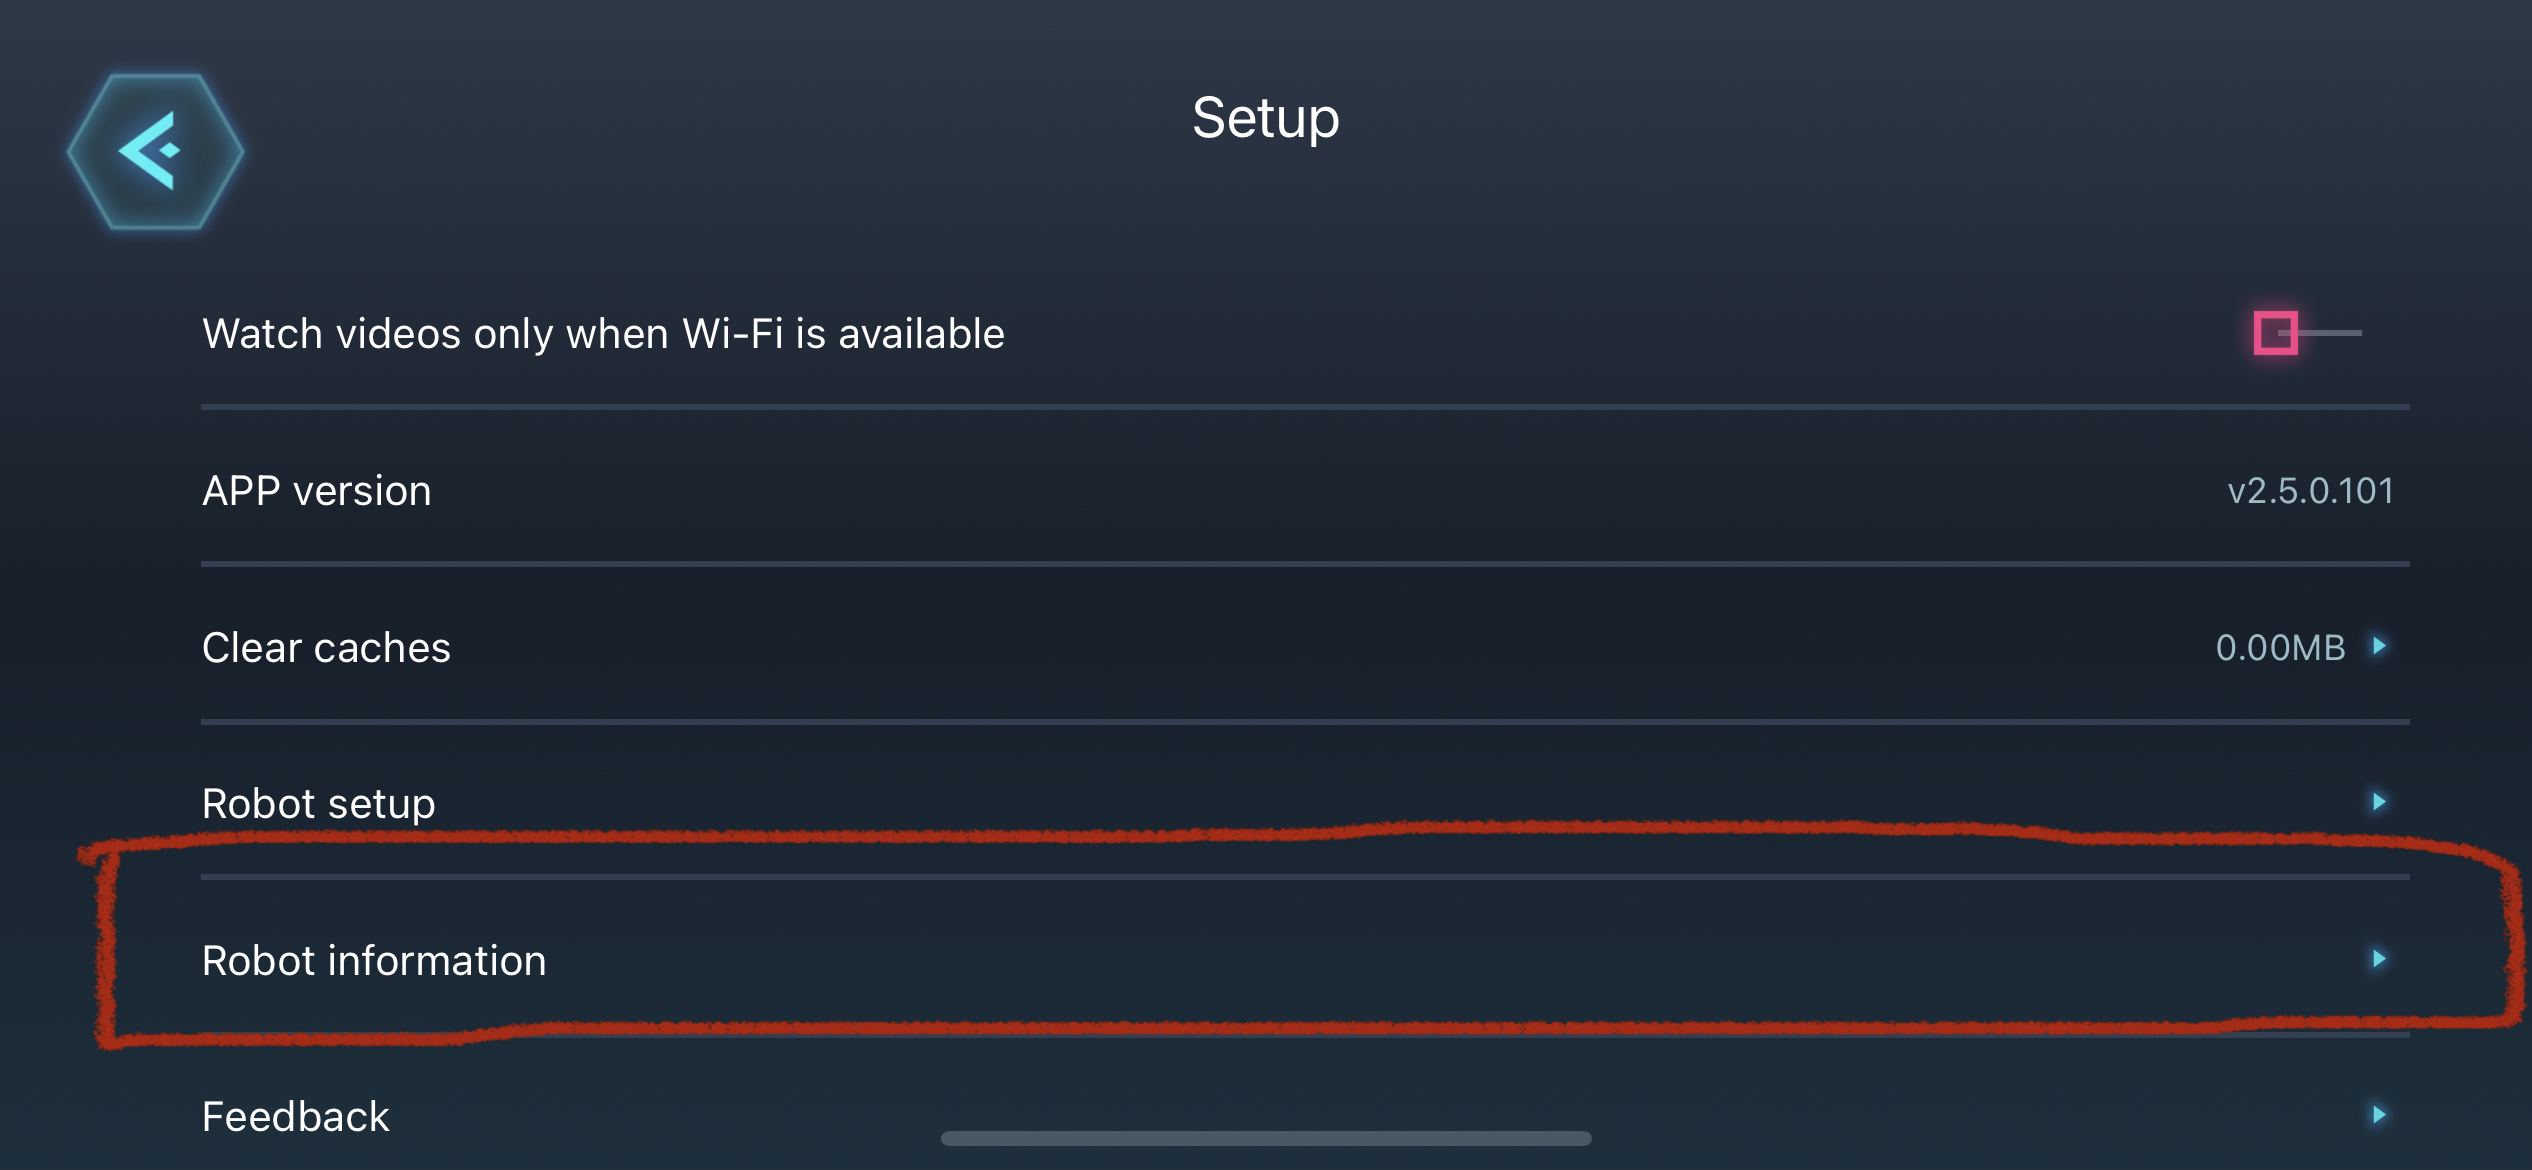 Setup
Watch videos only when Wi-Fi is available
APP version v2.5.0.101
Clear caches 0.00MB
Robot setup
Robot information
Feedback